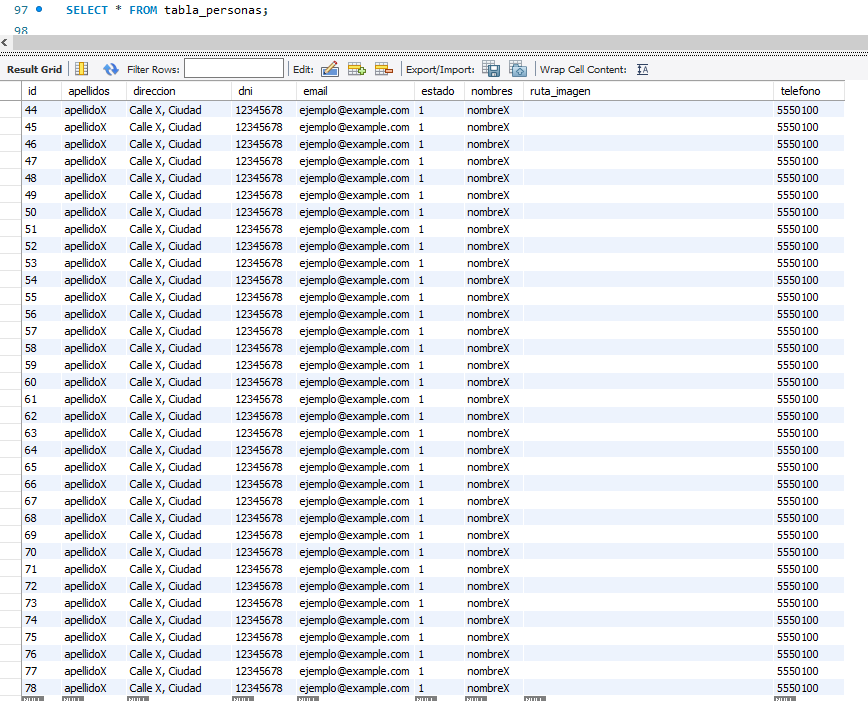 97 SELECT * FROM tabla_personas;
98
Result Grid Filter Rows: Edit: Export/Import: Wrap Cell Content: IA
id apellidos direccion dni email estado nombres ruta_imagen telefono
44 apellidoX Calle X, Ciudad 12345678 ejemplo@example.com 1 nombreX 5550100
45 apellidoX Calle X, Ciudad 12345678 ejemplo@example.com 1 nombreX 5550100
46 apellidoX Calle X, Ciudad 12345678 ejemplo@example.com 1 nombreX 5550100
47 apellidoX Calle X, Ciudad 12345678 ejemplo@example.com 1 nombreX 5550100
48 apellidoX Calle X, Ciudad 12345678 ejemplo@example.com 1 nombreX 5550100
49 apellidoX Calle X, Ciudad 12345678 ejemplo@example.com 1 nombreX 5550100
50 apellidoX Calle X, Ciudad 12345678 ejemplo@example.com 1 nombreX 5550100
51 apellidoX Calle X, Ciudad 12345678 ejemplo@example.com 1 nombreX 5550100
52 apellidoX Calle X, Ciudad 12345678 ejemplo@example.com 1 nombreX 5550100
53 apellidoX Calle X, Ciudad 12345678 ejemplo@example.com 1 nombreX 5550100
54 apellidoX Calle X, Ciudad 12345678 ejemplo@example.com 1 nombreX 5550100
55 apellidoX Calle X, Ciudad 12345678 ejemplo@example.com 1 nombreX 5550100
56 apellidoX Calle X, Ciudad 12345678 ejemplo@example.com 1 nombreX 5550100
57 apellidoX Calle X, Ciudad 12345678 ejemplo@example.com 1 nombreX 5550100
58 apellidoX Calle X, Ciudad 12345678 ejemplo@example.com 1 nombreX 5550100
59 apellidoX Calle X, Ciudad 12345678 ejemplo@example.com 1 nombreX 5550100
60 apellidoX Calle X, Ciudad 12345678 ejemplo@example.com 1 nombreX 5550100
61 apellidoX Calle X, Ciudad 12345678 ejemplo@example.com 1 nombreX 5550100
62 apellidoX Calle X, Ciudad 12345678 ejemplo@example.com 1 nombreX 5550100
63 apellidoX Calle X, Ciudad 12345678 ejemplo@example.com 1 nombreX 5550100
64 apellidoX Calle X, Ciudad 12345678 ejemplo@example.com 1 nombreX 5550100
65 apellidoX Calle X, Ciudad 12345678 ejemplo@example.com 1 nombreX 5550100
66 apellidoX Calle X, Ciudad 12345678 ejemplo@example.com 1 nombreX 5550100
67 apellidoX Calle X, Ciudad 12345678 ejemplo@example.com 1 nombreX 5550100
68 apellidoX Calle X, Ciudad 12345678 ejemplo@example.com 1 nombreX 5550100
69 apellidoX Calle X, Ciudad 12345678 ejemplo@example.com 1 nombreX 5550100
70 apellidoX Calle X, Ciudad 12345678 ejemplo@example.com 1 nombreX 5550100
71 apellidoX Calle X, Ciudad 12345678 ejemplo@example.com 1 nombreX 5550100
72 apellidoX Calle X, Ciudad 12345678 ejemplo@example.com 1 nombreX 5550100
73 apellidoX Calle X, Ciudad 12345678 ejemplo@example.com 1 nombreX 5550100
74 apellidoX Calle X, Ciudad 12345678 ejemplo@example.com 1 nombreX 5550100
75 apellidoX Calle X, Ciudad 12345678 ejemplo@example.com 1 nombreX 5550100
76 apellidoX Calle X, Ciudad 12345678 ejemplo@example.com 1 nombreX 5550100
77 apellidoX Calle X, Ciudad 12345678 ejemplo@example.com 1 nombreX 5550100
78 apellidoX Calle X, Ciudad 12345678 ejemplo@example.com 1 nombreX 5550100